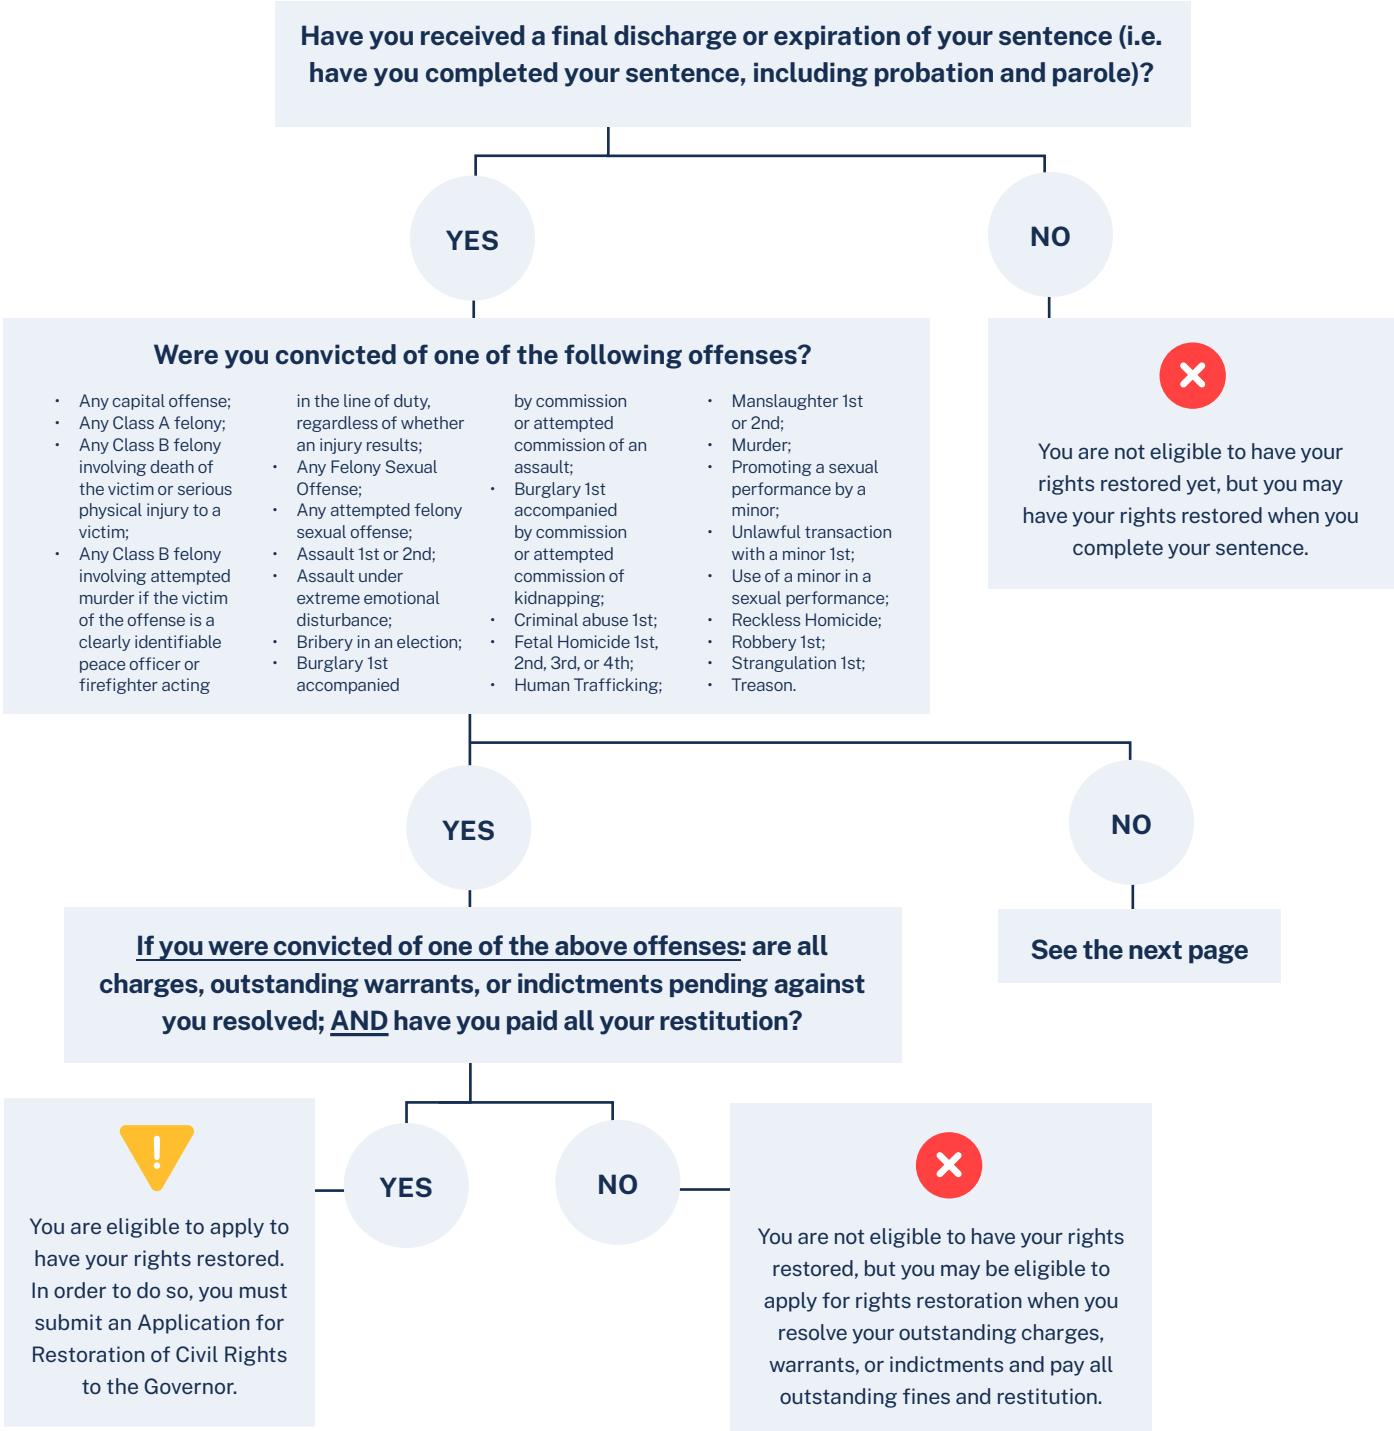 Have you received a final discharge or expiration of your sentence (i.e.
have you completed your sentence, including probation and parole)?
YES
NO
Were you convicted of one of the following offenses?
• Any capital offense;
• Any Class A felony;
• Any Class B felony
involving death of
the victim or serious
physical injury to a
victim;
• Any Class B felony
involving attempted
murder if the victim
of the offense is a
clearly identifiable
peace officer or
firefighter acting
in the line of duty,
regardless of whether
an injury results;
• Any Felony Sexual
Offense;
• Any attempted felony
sexual offense;
• Assault 1st or 2nd;
• Assault under
extreme emotional
disturbance;
• Bribery in an election;
• Burglary 1st
accompanied
by commission
or attempted
commission of an
assault;
• Burglary 1st
accompanied
by commission
or attempted
commission of
kidnapping;
• Criminal abuse 1st;
• Fetal Homicide 1st,
2nd, 3rd, or 4th;
• Human Trafficking;
• Manslaughter 1st
or 2nd;
• Murder;
• Promoting a sexual
performance by a
minor;
• Unlawful transaction
with a minor 1st;
• Use of a minor in a
sexual performance;
• Reckless Homicide;
• Robbery 1st;
• Strangulation 1st;
• Treason.
You are not eligible to have your
rights restored yet, but you may
have your rights restored when you
complete your sentence.
YES
NO
If you were convicted of one of the above offenses: are all
charges, outstanding warrants, or indictments pending against
you resolved; AND have you paid all your restitution?
See the next page
YES
NO
You are eligible to apply to
have your rights restored.
In order to do so, you must
submit an Application for
Restoration of Civil Rights
to the Governor.
You are not eligible to have your rights
restored, but you may be eligible to
apply for rights restoration when you
resolve your outstanding charges,
warrants, or indictments and pay all
outstanding fines and restitution.